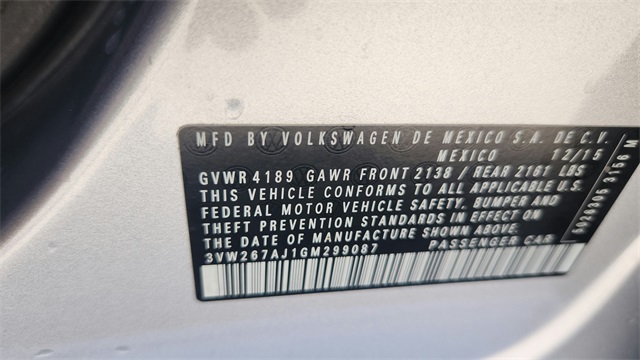 MFD BY VOLKSWAGEN DE MEXICO S.A. DE C.V.
MEXICO 12/15
GVWR 4189 GAWR FRONT 2138 / REAR 2161 LBS
THIS VEHICLE CONFORMS TO ALL APPLICABLE U.S.
FEDERAL MOTOR VEHICLE SAFETY, BUMPER AND
THEFT PREVENTION STANDARDS IN EFFECT ON
THE DATE OF MANUFACTURE SHOWN ABOVE.
3VW267AJ1GM299087 PASSENGER CAR
5026305 3156 M